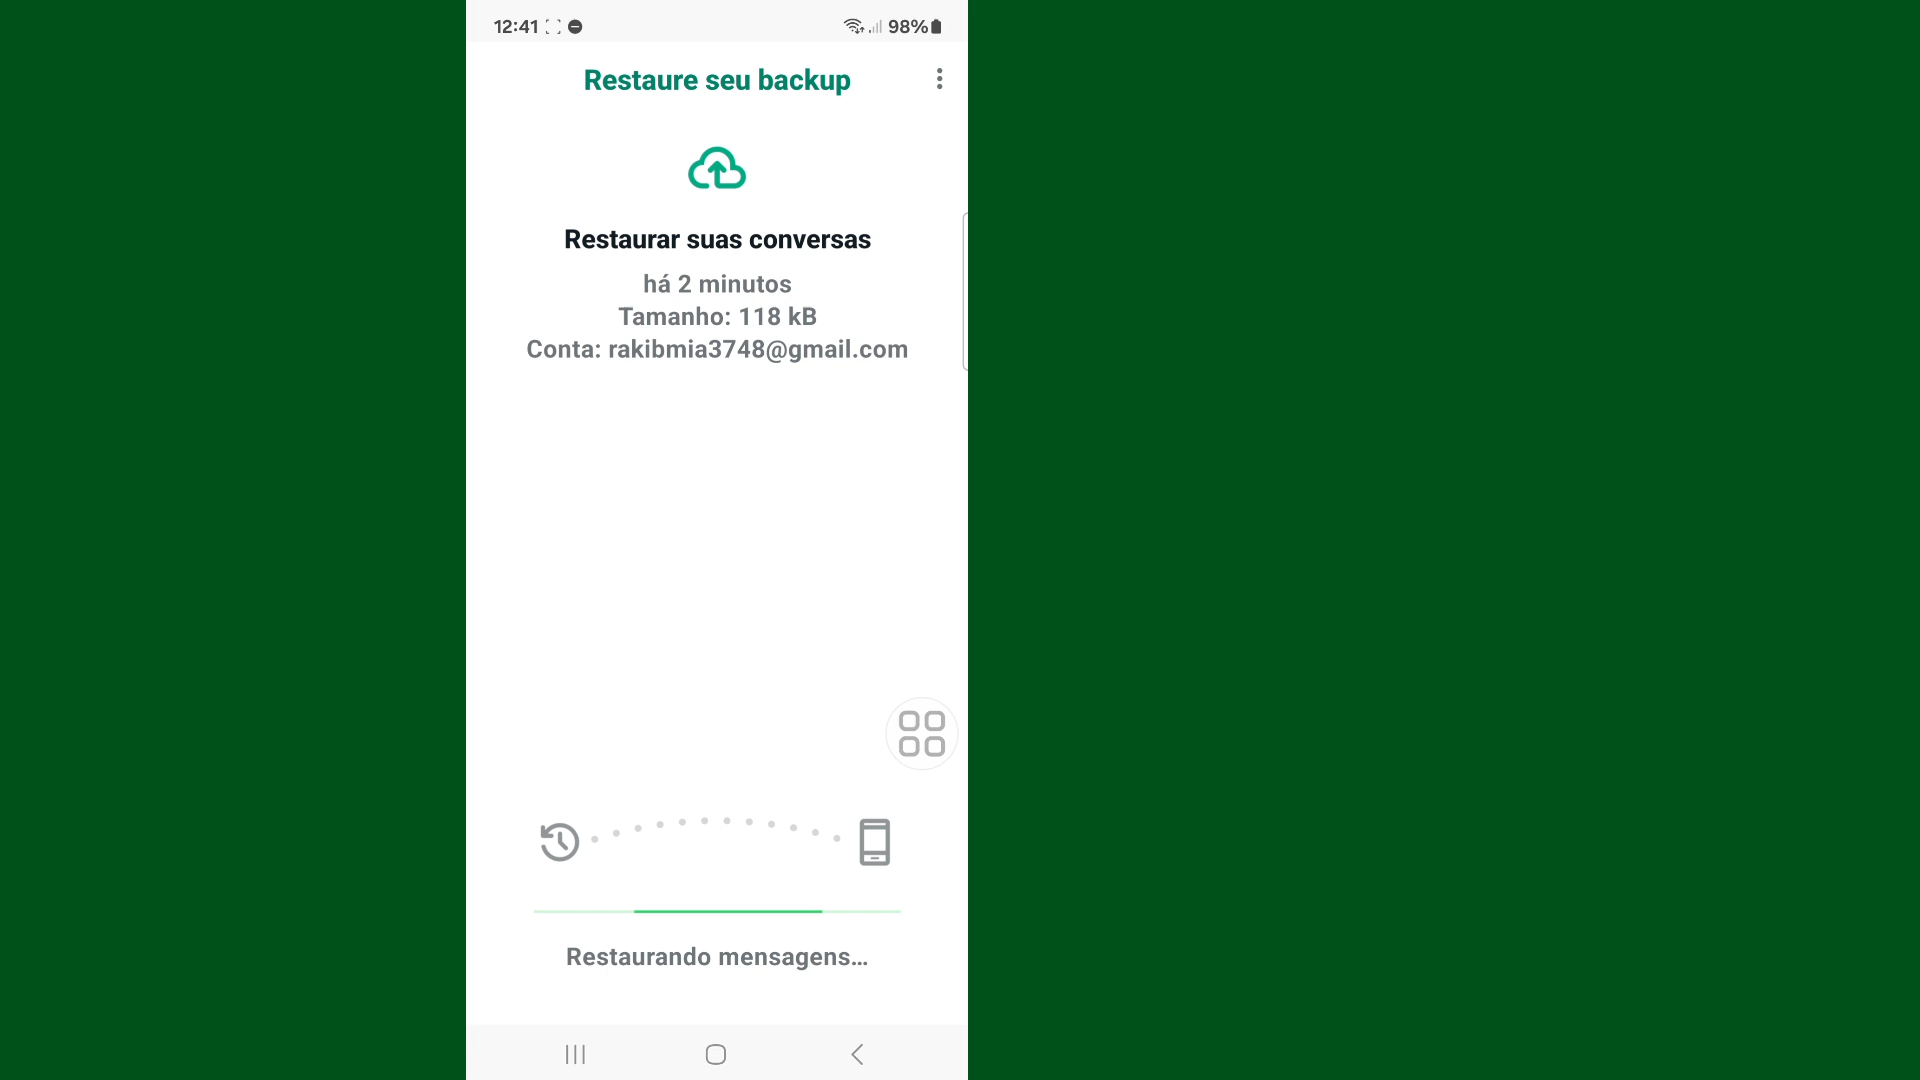 12:41
98%
Restaure seu backup
Restaurar suas conversas
há 2 minutos
Tamanho: 118 kB
Conta: rakibmia3748@gmail.com
Restaurando mensagens...